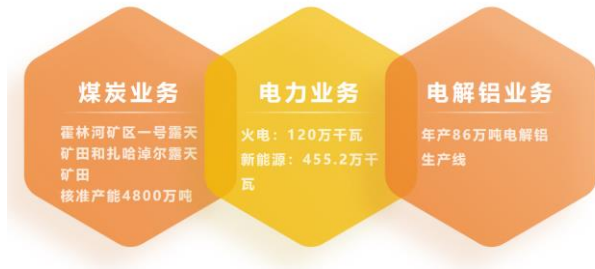 煤炭业务
霍林河矿区一号露天
矿田和扎哈淖尔露天
矿田
核准产能4800万吨
电力业务
火电：120万千瓦
新能源：455.2万千
瓦
电解铝业务
年产86万吨电解铝
生产线